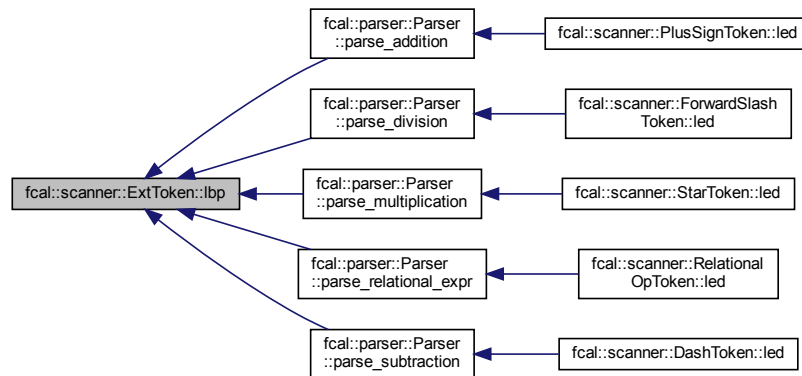 fcal::parser::Parser
::parse_addition
fcal::scanner::PlusSignToken::led
fcal::parser::Parser
::parse_division
fcal::scanner::ForwardSlash
Token::led
fcal::scanner::ExtToken::lbp
fcal::parser::Parser
::parse_multiplication
fcal::scanner::StarToken::led
fcal::parser::Parser
::parse_relational_expr
fcal::scanner::Relational
OpToken::led
fcal::parser::Parser
::parse_subtraction
fcal::scanner::DashToken::led